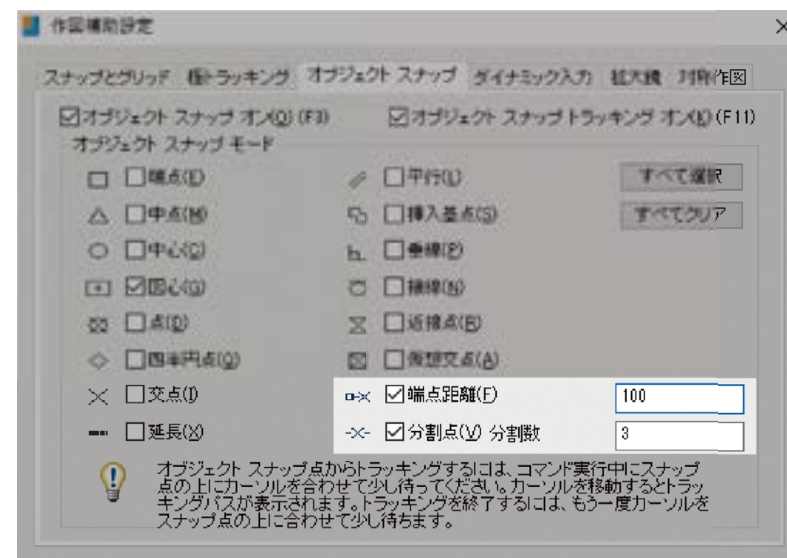 作図補助設定
スナップとグリッド 極トラッキング オブジェクト スナップ ダイナミック入力 拡大鏡 対称作図
オブジェクト スナップ オン(O) (F3)
オブジェクト スナップ トラッキング オン(K) (F11)
オブジェクト スナップ モード
端点(E)
中点(M)
中心(C)
図心(G)
点(D)
四半円点(Q)
交点(I)
延長(X)
平行(L)
挿入基点(S)
垂線(P)
接線(N)
近接点(R)
仮想交点(A)
端点距離(F) 100
分割点(V) 分割数 3
すべて選択
すべてクリア
オブジェクト スナップ点からトラッキングするには、コマンド実行中にスナップ
点の上にカーソルを合わせて少し待ってください。カーソルを移動するとトラッ
キングパスが表示されます。トラッキングを終了するには、もう一度カーソルを
スナップ点の上に合わせて少し待ちます。